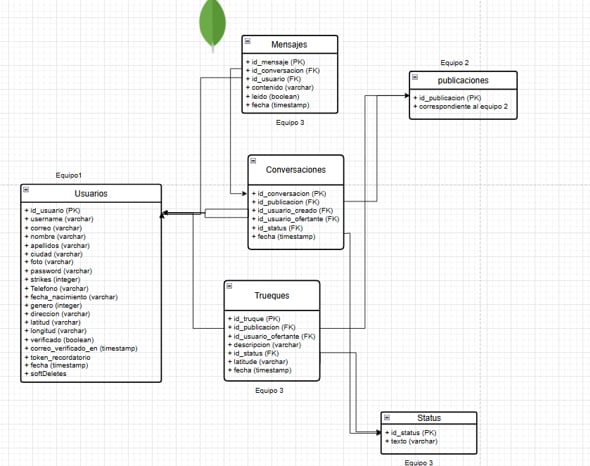 Mensajes
+ id_mensaje (PK)
+ id_conversacion (FK)
+ id_usuario (FK)
+ contenido (varchar)
+ leido (boolean)
+ fecha (timestamp)
Equipo 3
Equipo 2
publicaciones
+ id_publicacion (PK)
+ correspondiente al equipo 2
Conversaciones
+ id_conversacion (PK)
+ id_publicacion (FK)
+ id_usuario_creado (FK)
+ id_usuario_ofertante (FK)
+ id_status (FK)
+ fecha (timestamp)
Equipo1
Usuarios
+ id_usuario (PK)
+ username (varchar)
+ correo (varchar)
+ nombre (varchar)
+ apellidos (varchar)
+ ciudad (varchar)
+ foto (varchar)
+ password (varchar)
+ strikes (integer)
+ Telefono (varchar)
+ fecha_nacimiento (varchar)
+ genero (integer)
+ direccion (varchar)
+ latitud (varchar)
+ longitud (varchar)
+ verificado (boolean)
+ correo_verificado_en (timestamp)
+ token_recordatorio
+ fecha (timestamp)
+ softDeletes
Trueques
+ id_truque (PK)
+ id_publicacion (FK)
+ id_usuario_ofertante (FK)
+ descripcion (varchar)
+ id_status (FK)
+ latitude (varchar)
+ fecha (timestamp)
Equipo 3
Status
+ id_status (PK)
+ texto (varchar)
Equipo 3